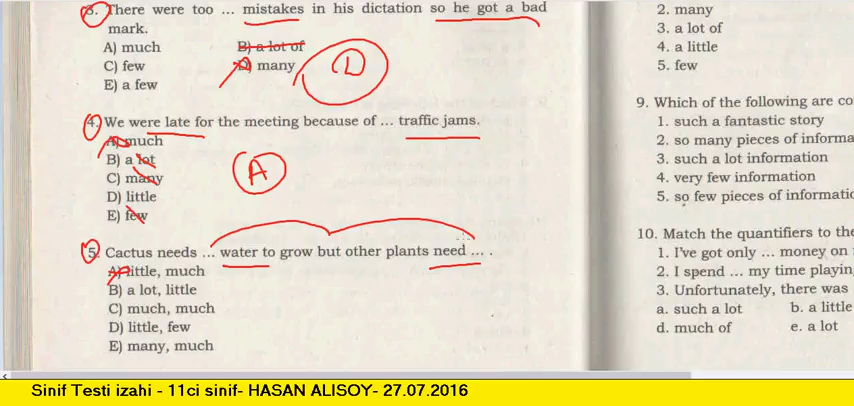 3. There were too ... mistakes in his dictation so he got a bad
mark.
A) much B) a lot of
C) few D) many
E) a few
D
4. We were late for the meeting because of ... traffic jams.
A) much
B) a lot
C) many
D) little
E) few
A
5. Cactus needs ... water to grow but other plants need ... .
A) little, much
B) a lot, little
C) much, much
D) little, few
E) many, much
2. many
3. a lot of
4. a little
5. few
9. Which of the following are co
1. such a fantastic story
2. so many pieces of informa
3. such a lot information
4. very few information
5. so few pieces of informatic
10. Match the quantifiers to the
1. I've got only ... money on
2. I spend ... my time playin
3. Unfortunately, there was
a. such a lot b. a little
d. much of e. a lot
Sinif Testi izahi - 11ci sinif- HASAN ALISOY- 27.07.2016